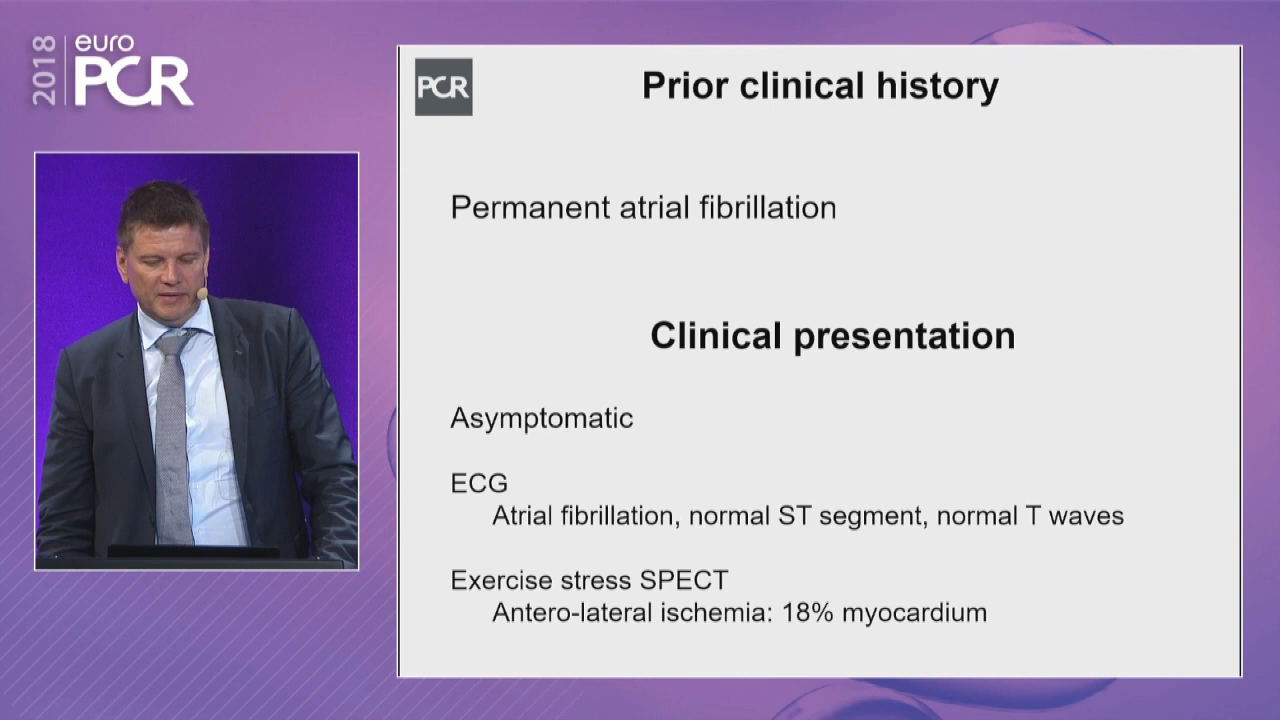 2018
euro
PCR
PCR
Prior clinical history
Permanent atrial fibrillation
Clinical presentation
Asymptomatic
ECG
Atrial fibrillation, normal ST segment, normal T waves
Exercise stress SPECT
Antero-lateral ischemia: 18% myocardium